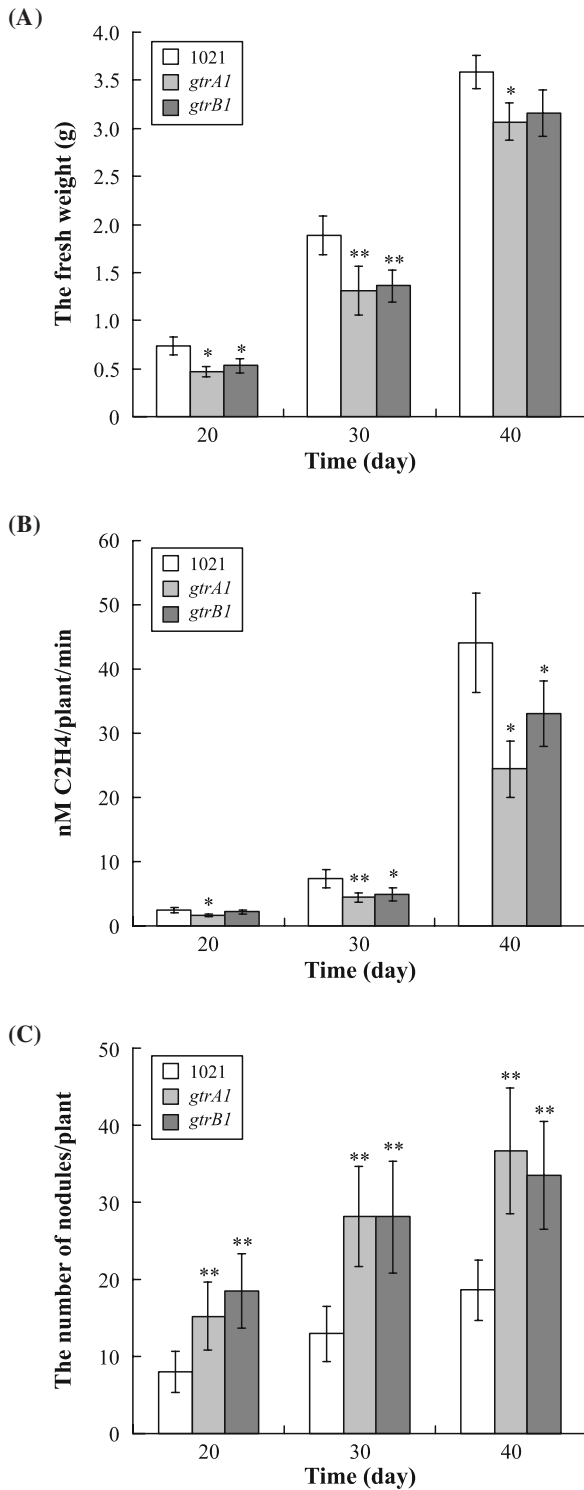 (A)
4.0
3.5
3.0
2.5
2.0
1.5
1.0
0.5
0
The fresh weight (g)
1021
gtrA1
gtrB1
* *
** **
*
20 30 40
Time (day)
(B)
60
50
40
30
20
10
0
nM C2H4/plant/min
1021
gtrA1
gtrB1
*
** *
* *
20 30 40
Time (day)
(C)
50
40
30
20
10
0
The number of nodules/plant
1021
gtrA1
gtrB1
** **
** **
** **
20 30 40
Time (day)